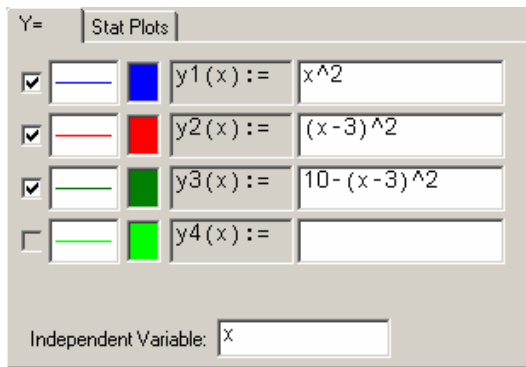 Y= Stat Plots
y1(x):= x^2
y2(x):= (x-3)^2
y3(x):= 10-(x-3)^2
y4(x):=
Independent Variable: x